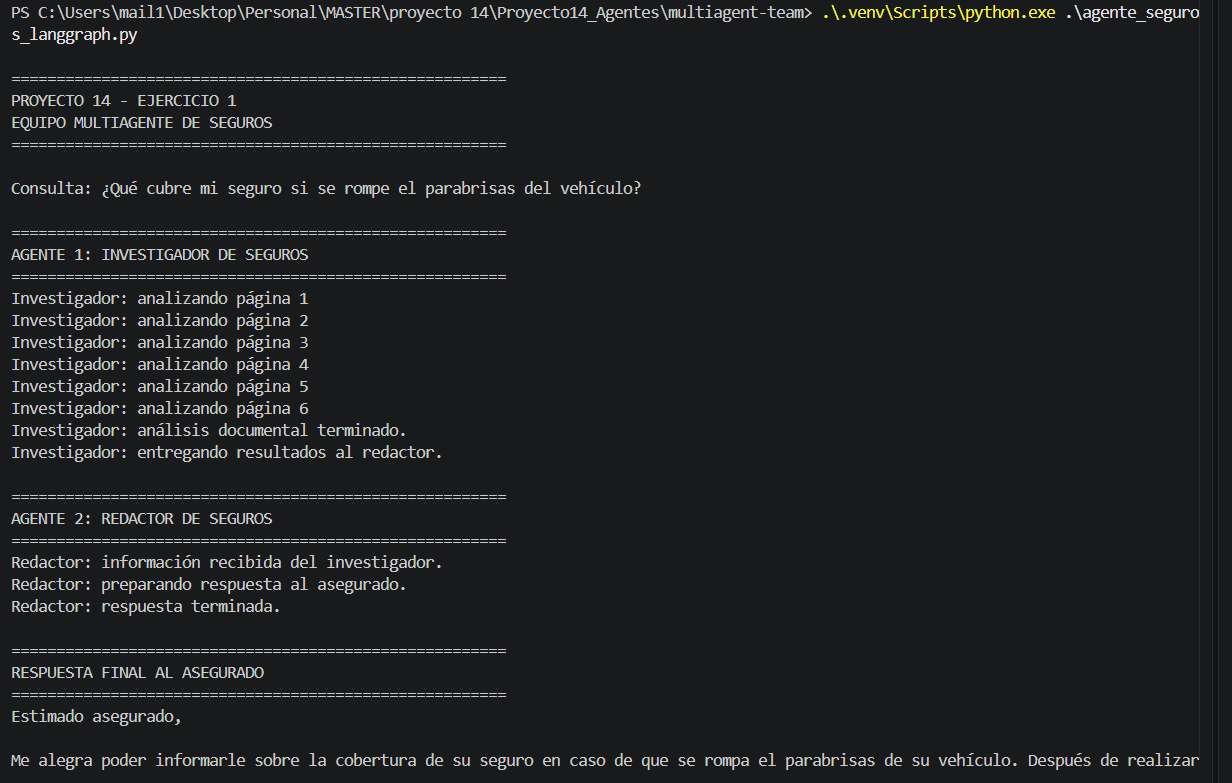 PS C:\Users\mail1\Desktop\Personal\MASTER\proyecto 14\Proyecto14_Agentes\multiagent-team> .\.venv\Scripts\python.exe .\agente_seguro
s_langgraph.py
=======================================================
PROYECTO 14 - EJERCICIO 1
EQUIPO MULTIAGENTE DE SEGUROS
=======================================================
Consulta: ¿Qué cubre mi seguro si se rompe el parabrisas del vehículo?
=======================================================
AGENTE 1: INVESTIGADOR DE SEGUROS
=======================================================
Investigador: analizando página 1
Investigador: analizando página 2
Investigador: analizando página 3
Investigador: analizando página 4
Investigador: analizando página 5
Investigador: analizando página 6
Investigador: análisis documental terminado.
Investigador: entregando resultados al redactor.
=======================================================
AGENTE 2: REDACTOR DE SEGUROS
=======================================================
Redactor: información recibida del investigador.
Redactor: preparando respuesta al asegurado.
Redactor: respuesta terminada.
=======================================================
RESPUESTA FINAL AL ASEGURADO
=======================================================
Estimado asegurado,
Me alegra poder informarle sobre la cobertura de su seguro en caso de que se rompa el parabrisas de su vehículo. Después de realizar